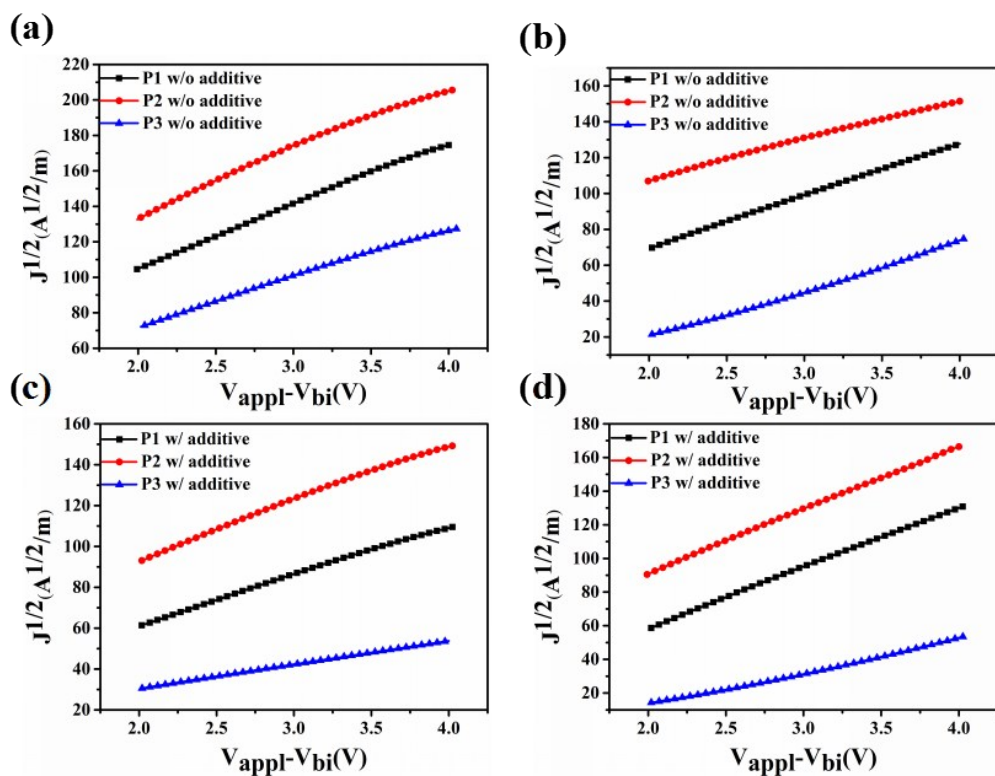 (a)
P1 w/o additive
P2 w/o additive
P3 w/o additive
220
200
180
160
140
120
100
80
60
2.0 2.5 3.0 3.5 4.0
J1/2(A1/2/m)
Vappl-Vbi(V)
(b)
P1 w/o additive
P2 w/o additive
P3 w/o additive
160
140
120
100
80
60
40
20
2.0 2.5 3.0 3.5 4.0
J1/2(A1/2/m)
Vappl-Vbi(V)
(c)
P1 w/ additive
P2 w/ additive
P3 w/ additive
160
140
120
100
80
60
40
20
2.0 2.5 3.0 3.5 4.0
J1/2(A1/2/m)
Vappl-Vbi(V)
(d)
P1 w/ additive
P2 w/ additive
P3 w/ additive
180
160
140
120
100
80
60
40
20
2.0 2.5 3.0 3.5 4.0
J1/2(A1/2/m)
Vappl-Vbi(V)